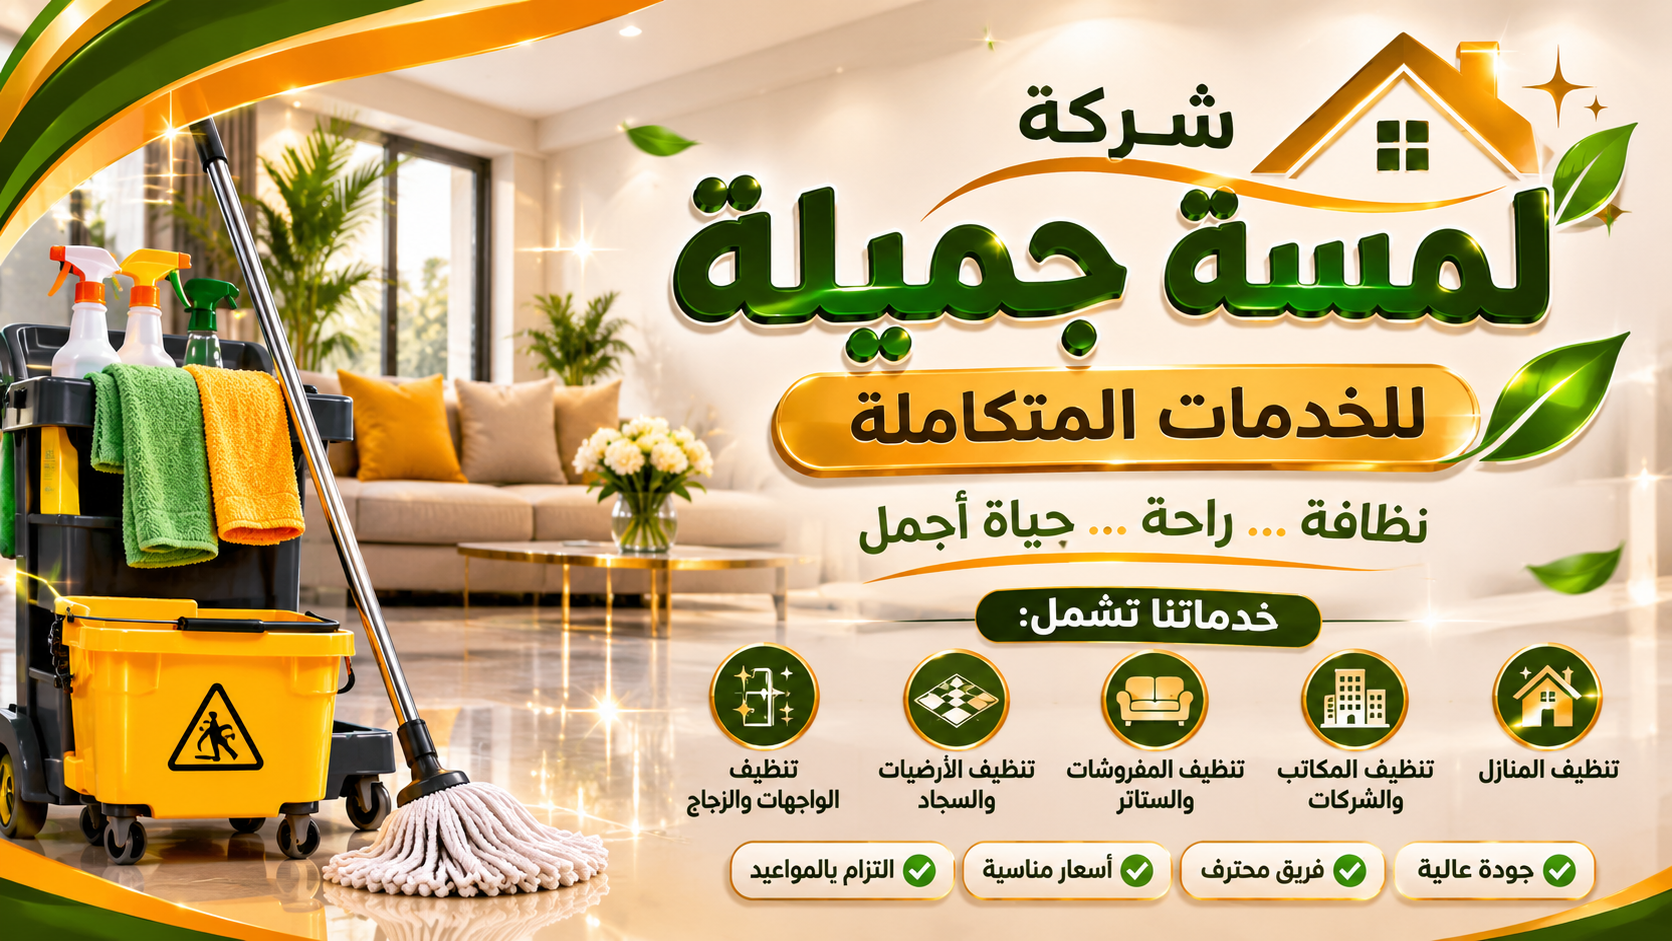 شركة
لمسة جميلة
للخدمات المتكاملة
نظافة ... راحة ... حياة أجمل
خدماتنا تشمل:
تنظيف المنازل
تنظيف المكاتب
والشركات
تنظيف المفروشات
والستائر
تنظيف الأرضيات
والسجاد
تنظيف
الواجهات والزجاج
جودة عالية
فريق محترف
أسعار مناسبة
التزام بالمواعيد